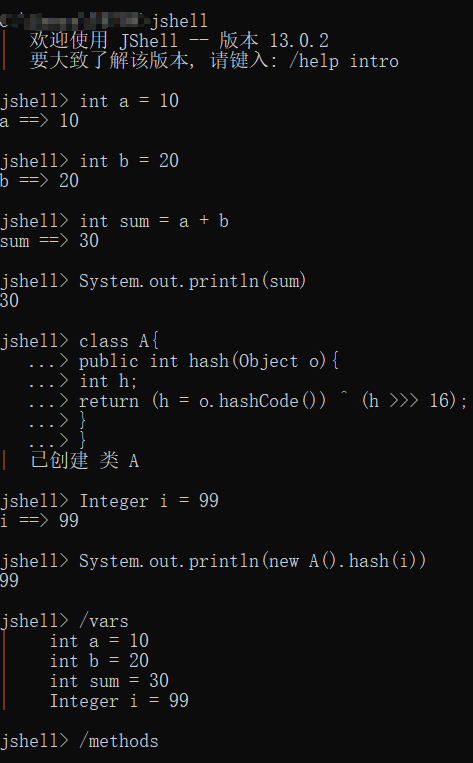 jshell
| 欢迎使用 JShell -- 版本 13.0.2
| 要大致了解该版本, 请键入: /help intro
jshell> int a = 10
a ==> 10
jshell> int b = 20
b ==> 20
jshell> int sum = a + b
sum ==> 30
jshell> System.out.println(sum)
30
jshell> class A{
...> public int hash(Object o){
...> int h;
...> return (h = o.hashCode()) ^ (h >>> 16);
...> }
...> }
| 已创建 类 A
jshell> Integer i = 99
i ==> 99
jshell> System.out.println(new A().hash(i))
99
jshell> /vars
| int a = 10
| int b = 20
| int sum = 30
| Integer i = 99
jshell> /methods